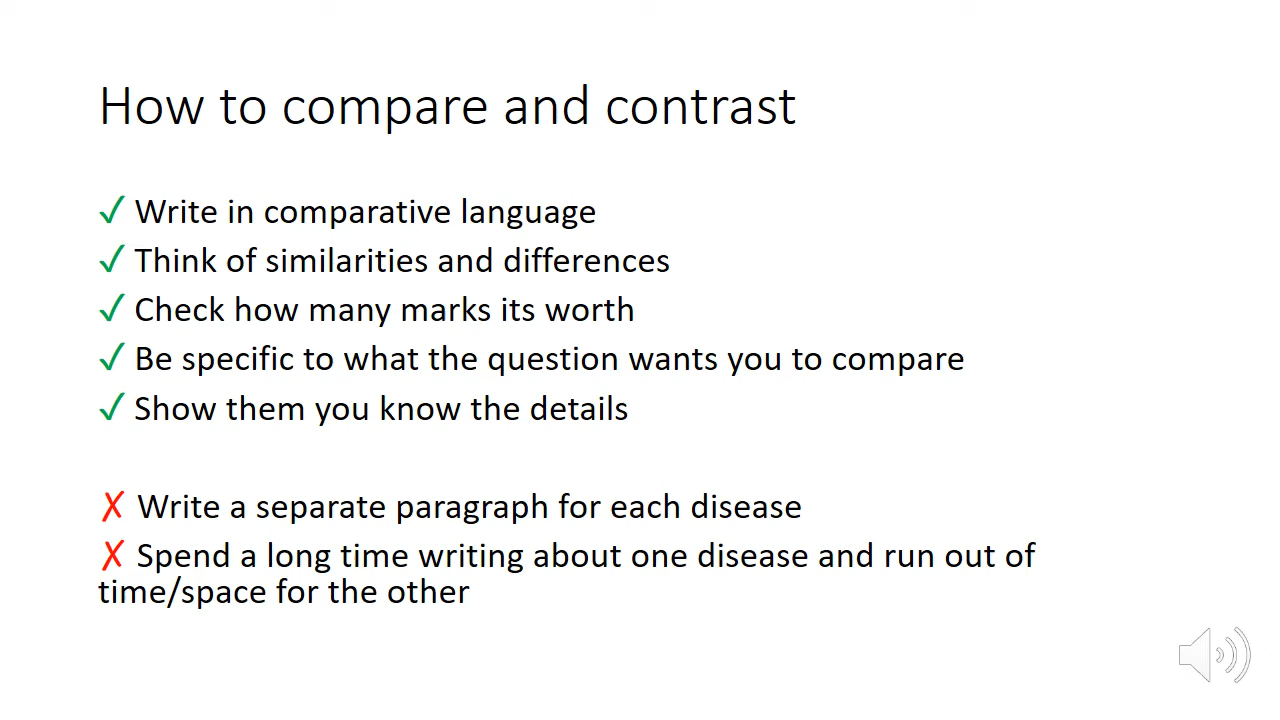 How to compare and contrast
✓ Write in comparative language
✓ Think of similarities and differences
✓ Check how many marks its worth
✓ Be specific to what the question wants you to compare
✓ Show them you know the details
✗ Write a separate paragraph for each disease
✗ Spend a long time writing about one disease and run out of
time/space for the other